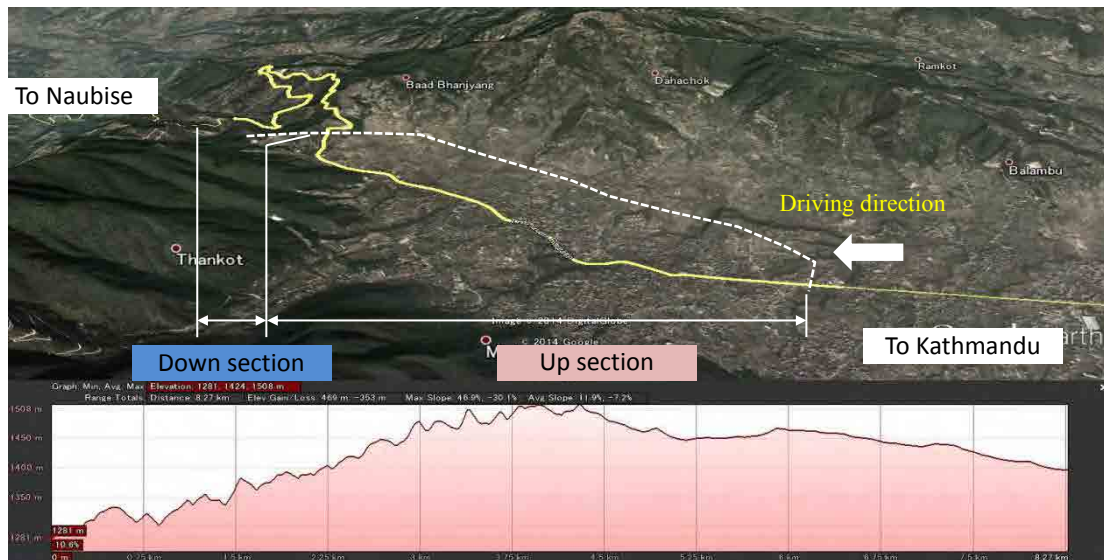 To Naubise
Baad Bhanjyang
Dahachok
Ramkot
Balambu
Driving direction
Thankot
Image © 2014 DigitalGlobe
© 2014 Google
To Kathmandu
Down section
Up section
Graph: Min, Avg, Max Elevation: 1281, 1424, 1508 m
Range Totals: Distance: 8.27 km Elev Gain/Loss: 469 m, -353 m Max Slope: 46.9%, -30.1% Avg Slope: 11.9%, -7.2%
1508 m
1450 m
1400 m
1350 m
1281 m
1281 m
-10.6%
0 m 0.75 km 1.5 km 2.25 km 3 km 3.75 km 4.5 km 5.25 km 6 km 6.75 km 7.5 km 8.27 km